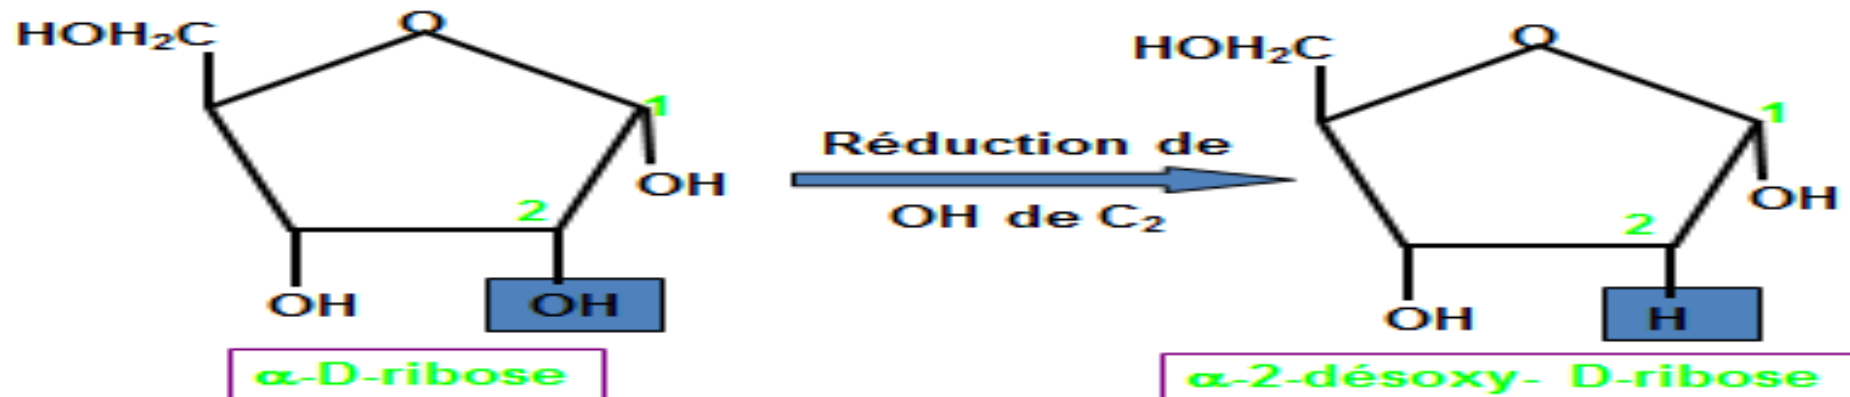 HOH₂C O 1 OH 2 OH OH
α-D-ribose
Réduction de
OH de C₂
HOH₂C O 1 OH 2 OH H
α-2-désoxy- D-ribose